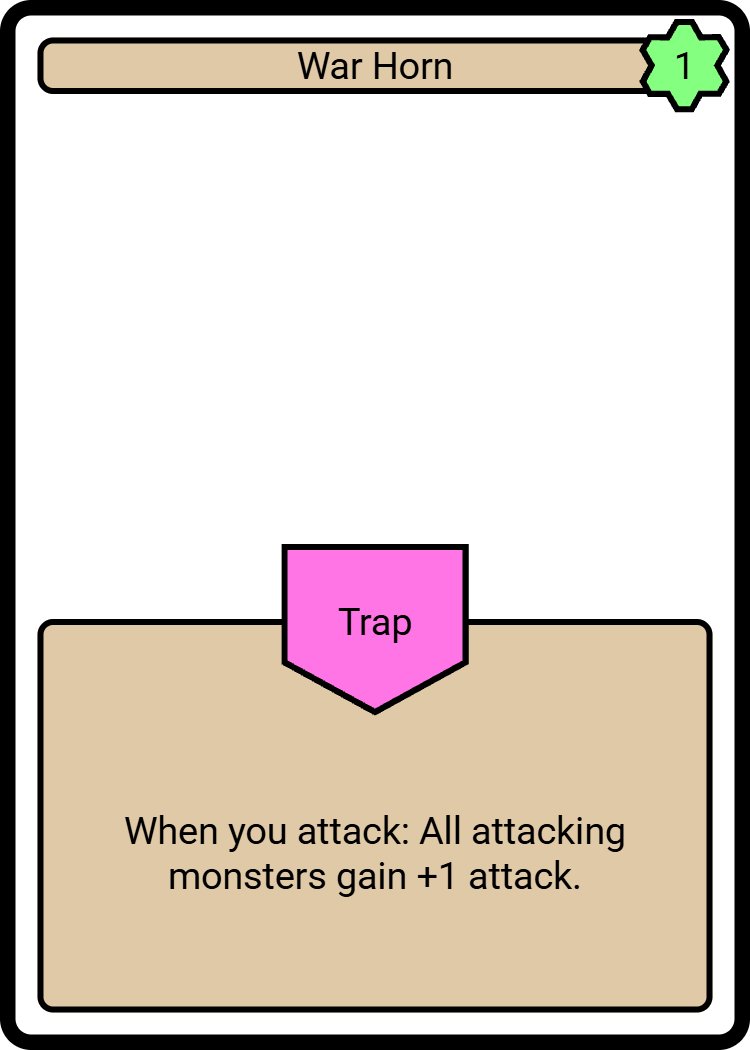 War Horn
1
Trap
When you attack: All attacking
monsters gain +1 attack.